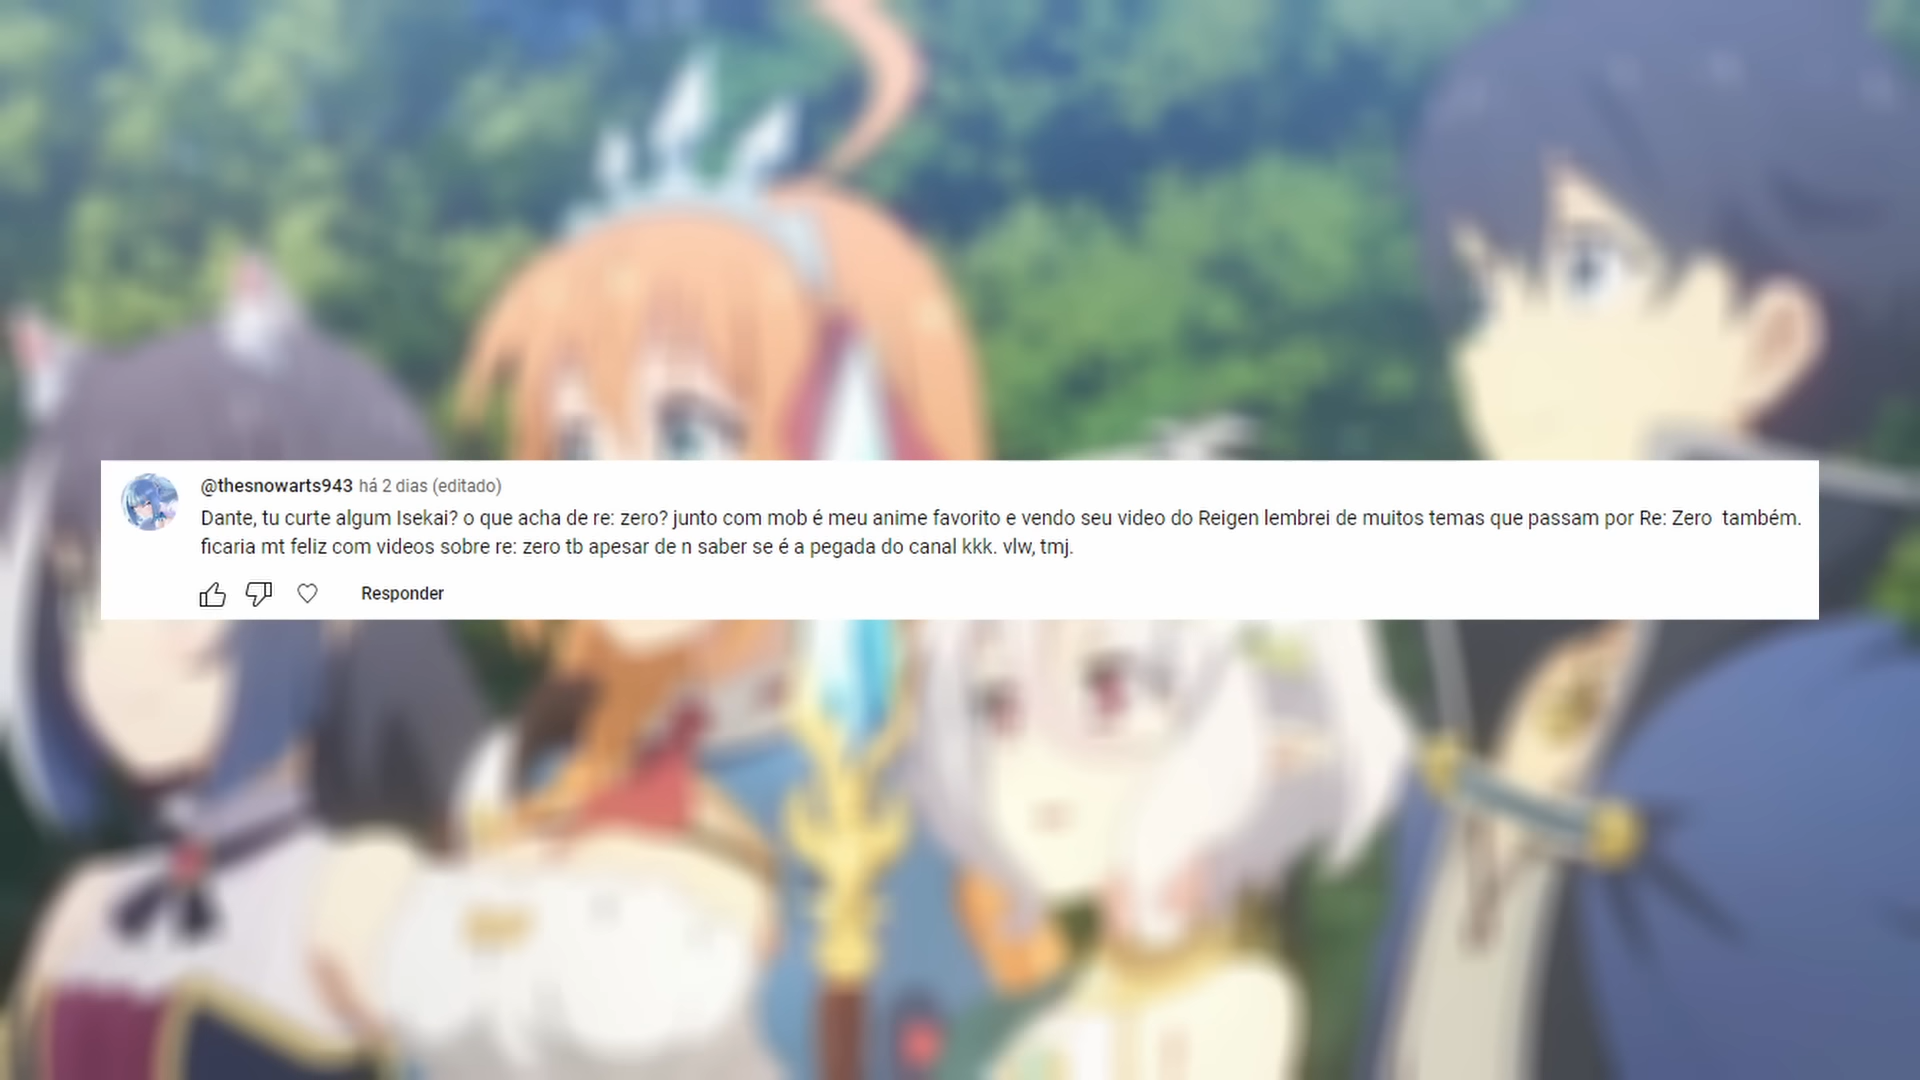 @thesnowarts943 há 2 dias (editado)
Dante, tu curte algum Isekai? o que acha de re: zero? junto com mob é meu anime favorito e vendo seu video do Reigen lembrei de muitos temas que passam por Re: Zero  também.
ficaria mt feliz com videos sobre re: zero tb apesar de n saber se é a pegada do canal kkk. vlw, tmj.
Responder